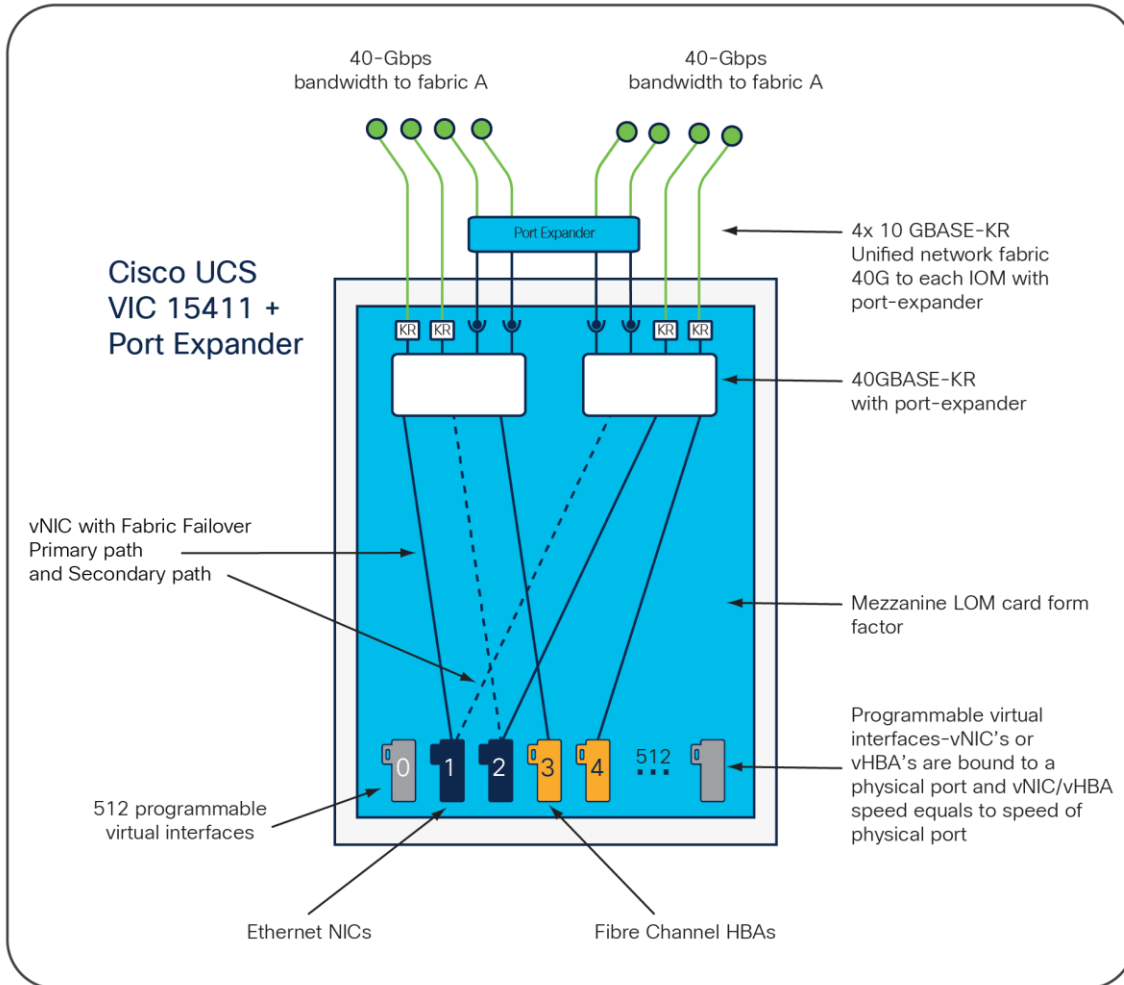 40-Gbps
bandwidth to fabric A
40-Gbps
bandwidth to fabric A
Port Expander
4x 10 GBASE-KR
Unified network fabric
40G to each IOM with
port-expander
Cisco UCS
VIC 15411 +
Port Expander
KR
KR
KR
KR
40GBASE-KR
with port-expander
vNIC with Fabric Failover
Primary path
and Secondary path
Mezzanine LOM card form
factor
Programmable virtual
interfaces-vNIC's or
vHBA's are bound to a
physical port and vNIC/vHBA
speed equals to speed of
physical port
0
1
2
3
4
512
...
512 programmable
virtual interfaces
Ethernet NICs
Fibre Channel HBAs